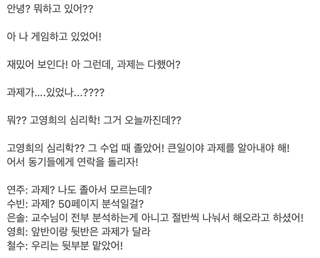 안녕? 뭐하고 있어??
아 나 게임하고 있었어!
재밌어 보인다! 아 그런데, 과제는 다했어?
과제가....있었나...????
뭐?? 고영희의 심리학! 그거 오늘까진데??
고영희의 심리학?? 그 수업 때 졸았어! 큰일이야 과제를 알아내야 해!
어서 동기들에게 연락을 돌리자!
연주: 과제? 나도 졸아서 모르는데?
수빈: 과제? 50페이지 분석일걸?
은솔: 교수님이 전부 분석하는게 아니고 절반씩 나눠서 해오라고 하셨어!
영희: 앞반이랑 뒷반은 과제가 달라
철수: 우리는 뒷부분 맡았어!